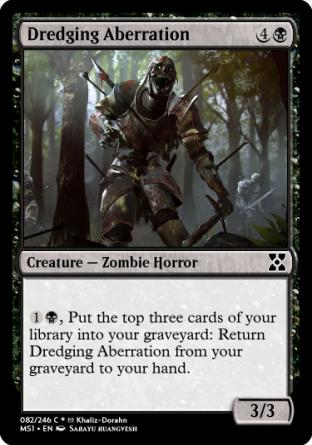 Dredging Aberration 4
Creature — Zombie Horror
1, Put the top three cards of your
library into your graveyard: Return
Dredging Aberration from your
graveyard to your hand.
3/3
082/246 C * Khaliz-Dorahn
MS1 • EN SARAYU RUANGVESH